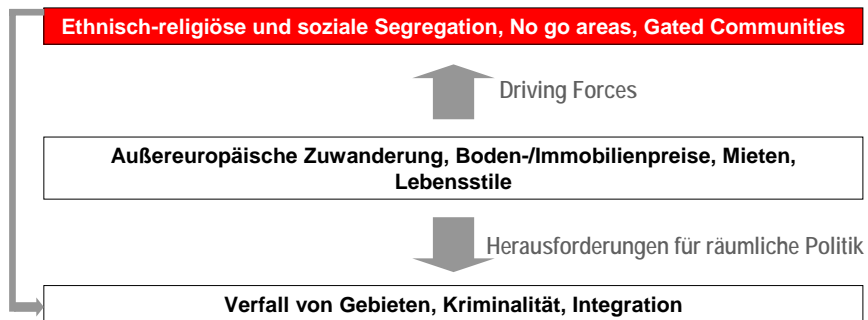 Ethnisch-religiöse und soziale Segregation, No go areas, Gated Communities
Driving Forces
Außereuropäische Zuwanderung, Boden-/Immobilienpreise, Mieten,
Lebensstile
Herausforderungen für räumliche Politik
Verfall von Gebieten, Kriminalität, Integration